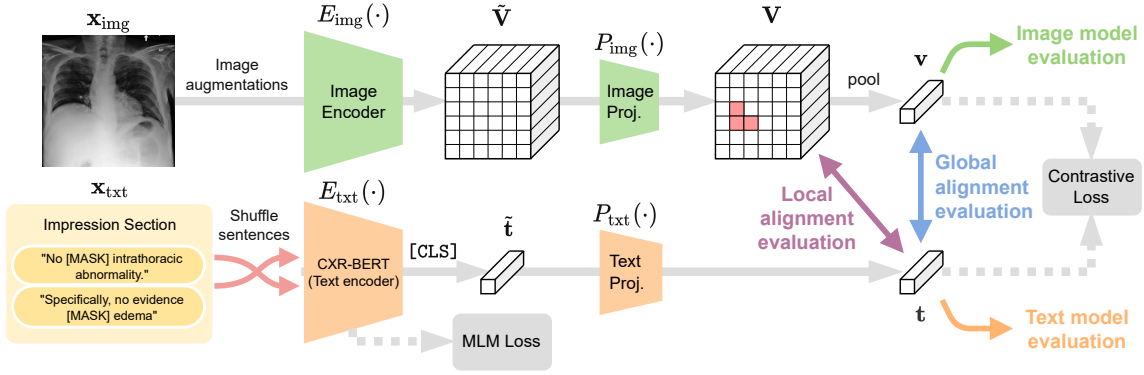 x_img
Image
augmentations
E_img(·)
Image
Encoder
Ṽ
P_img(·)
Image
Proj.
V
pool
v
Image model
evaluation
x_txt
Impression Section
"No [MASK] intrathoracic
abnormality."
"Specifically, no evidence
[MASK] edema"
Shuffle
sentences
E_txt(·)
CXR-BERT
(Text encoder)
[CLS]
t̃
MLM Loss
P_txt(·)
Text
Proj.
Local
alignment
evaluation
Global
alignment
evaluation
Contrastive
Loss
t
Text model
evaluation